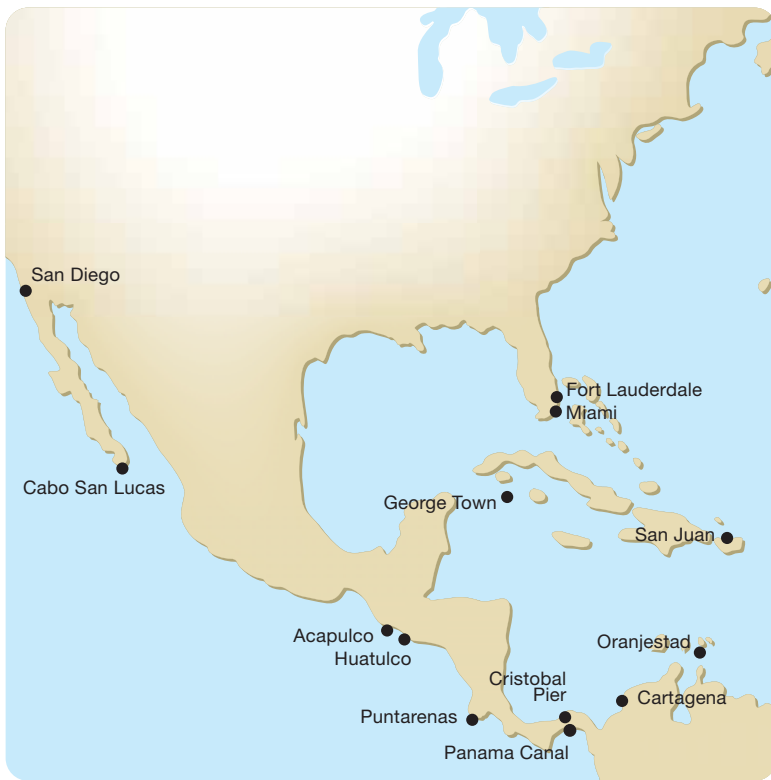 San Diego
Fort Lauderdale
Miami
Cabo San Lucas
George Town
San Juan
Acapulco
Huatulco
Oranjestad
Cristobal
Pier
Cartagena
Puntarenas
Panama Canal